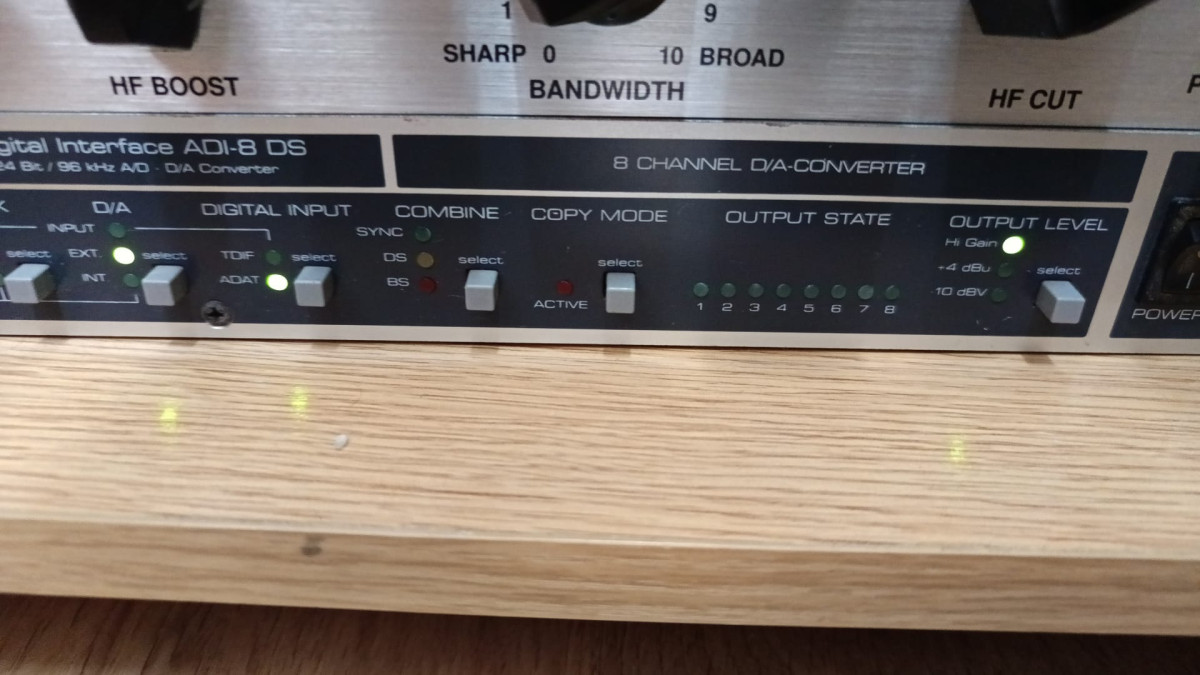 1 9
SHARP 0 10 BROAD
HF BOOST
BANDWIDTH
HF CUT
P
gital Interface ADI-8 DS
24 Bit / 96 kHz A/D · D/A Converter
8 CHANNEL D/A-CONVERTER
K
D/A
INPUT
EXT.
INT
select
select
DIGITAL INPUT
TDIF
ADAT
select
COMBINE
SYNC
DS
BS
select
COPY MODE
select
ACTIVE
OUTPUT STATE
1 2 3 4 5 6 7 8
OUTPUT LEVEL
Hi Gain
+4 dBu
-10 dBV
select
POWER